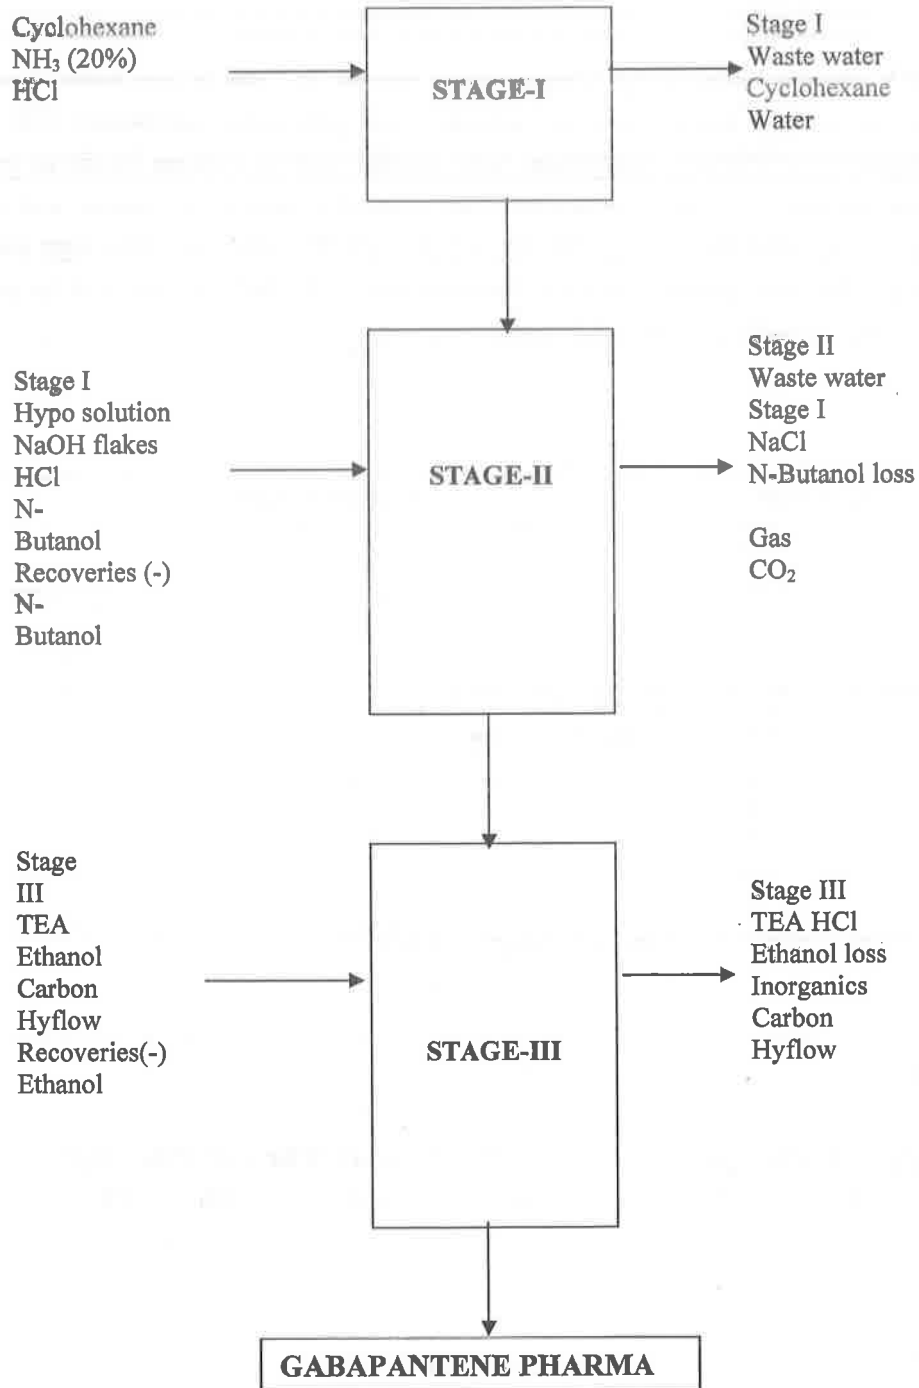 Cyclohexane
NH₃ (20%)
HCl
STAGE-I
Stage I
Waste water
Cyclohexane
Water
Stage I
Hypo solution
NaOH flakes
HCl
N-
Butanol
Recoveries (-)
N-
Butanol
STAGE-II
Stage II
Waste water
Stage I
NaCl
N-Butanol loss
Gas
CO₂
Stage
III
TEA
Ethanol
Carbon
Hyflow
Recoveries(-)
Ethanol
STAGE-III
Stage III
TEA HCl
Ethanol loss
Inorganics
Carbon
Hyflow
GABAPANTENE PHARMA